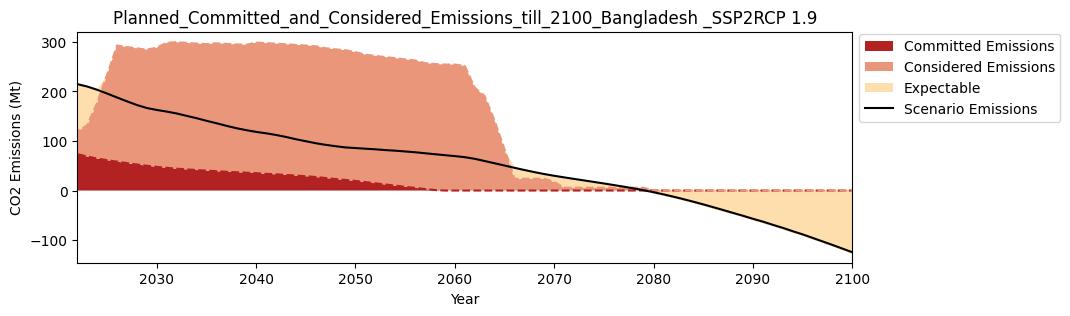 Planned_Committed_and_Considered_Emissions_till_2100_Bangladesh _SSP2RCP 1.9
CO2 Emissions (Mt)
300
200
100
0
−100
2030 2040 2050 2060 2070 2080 2090 2100
Year
Committed Emissions
Considered Emissions
Expectable
Scenario Emissions